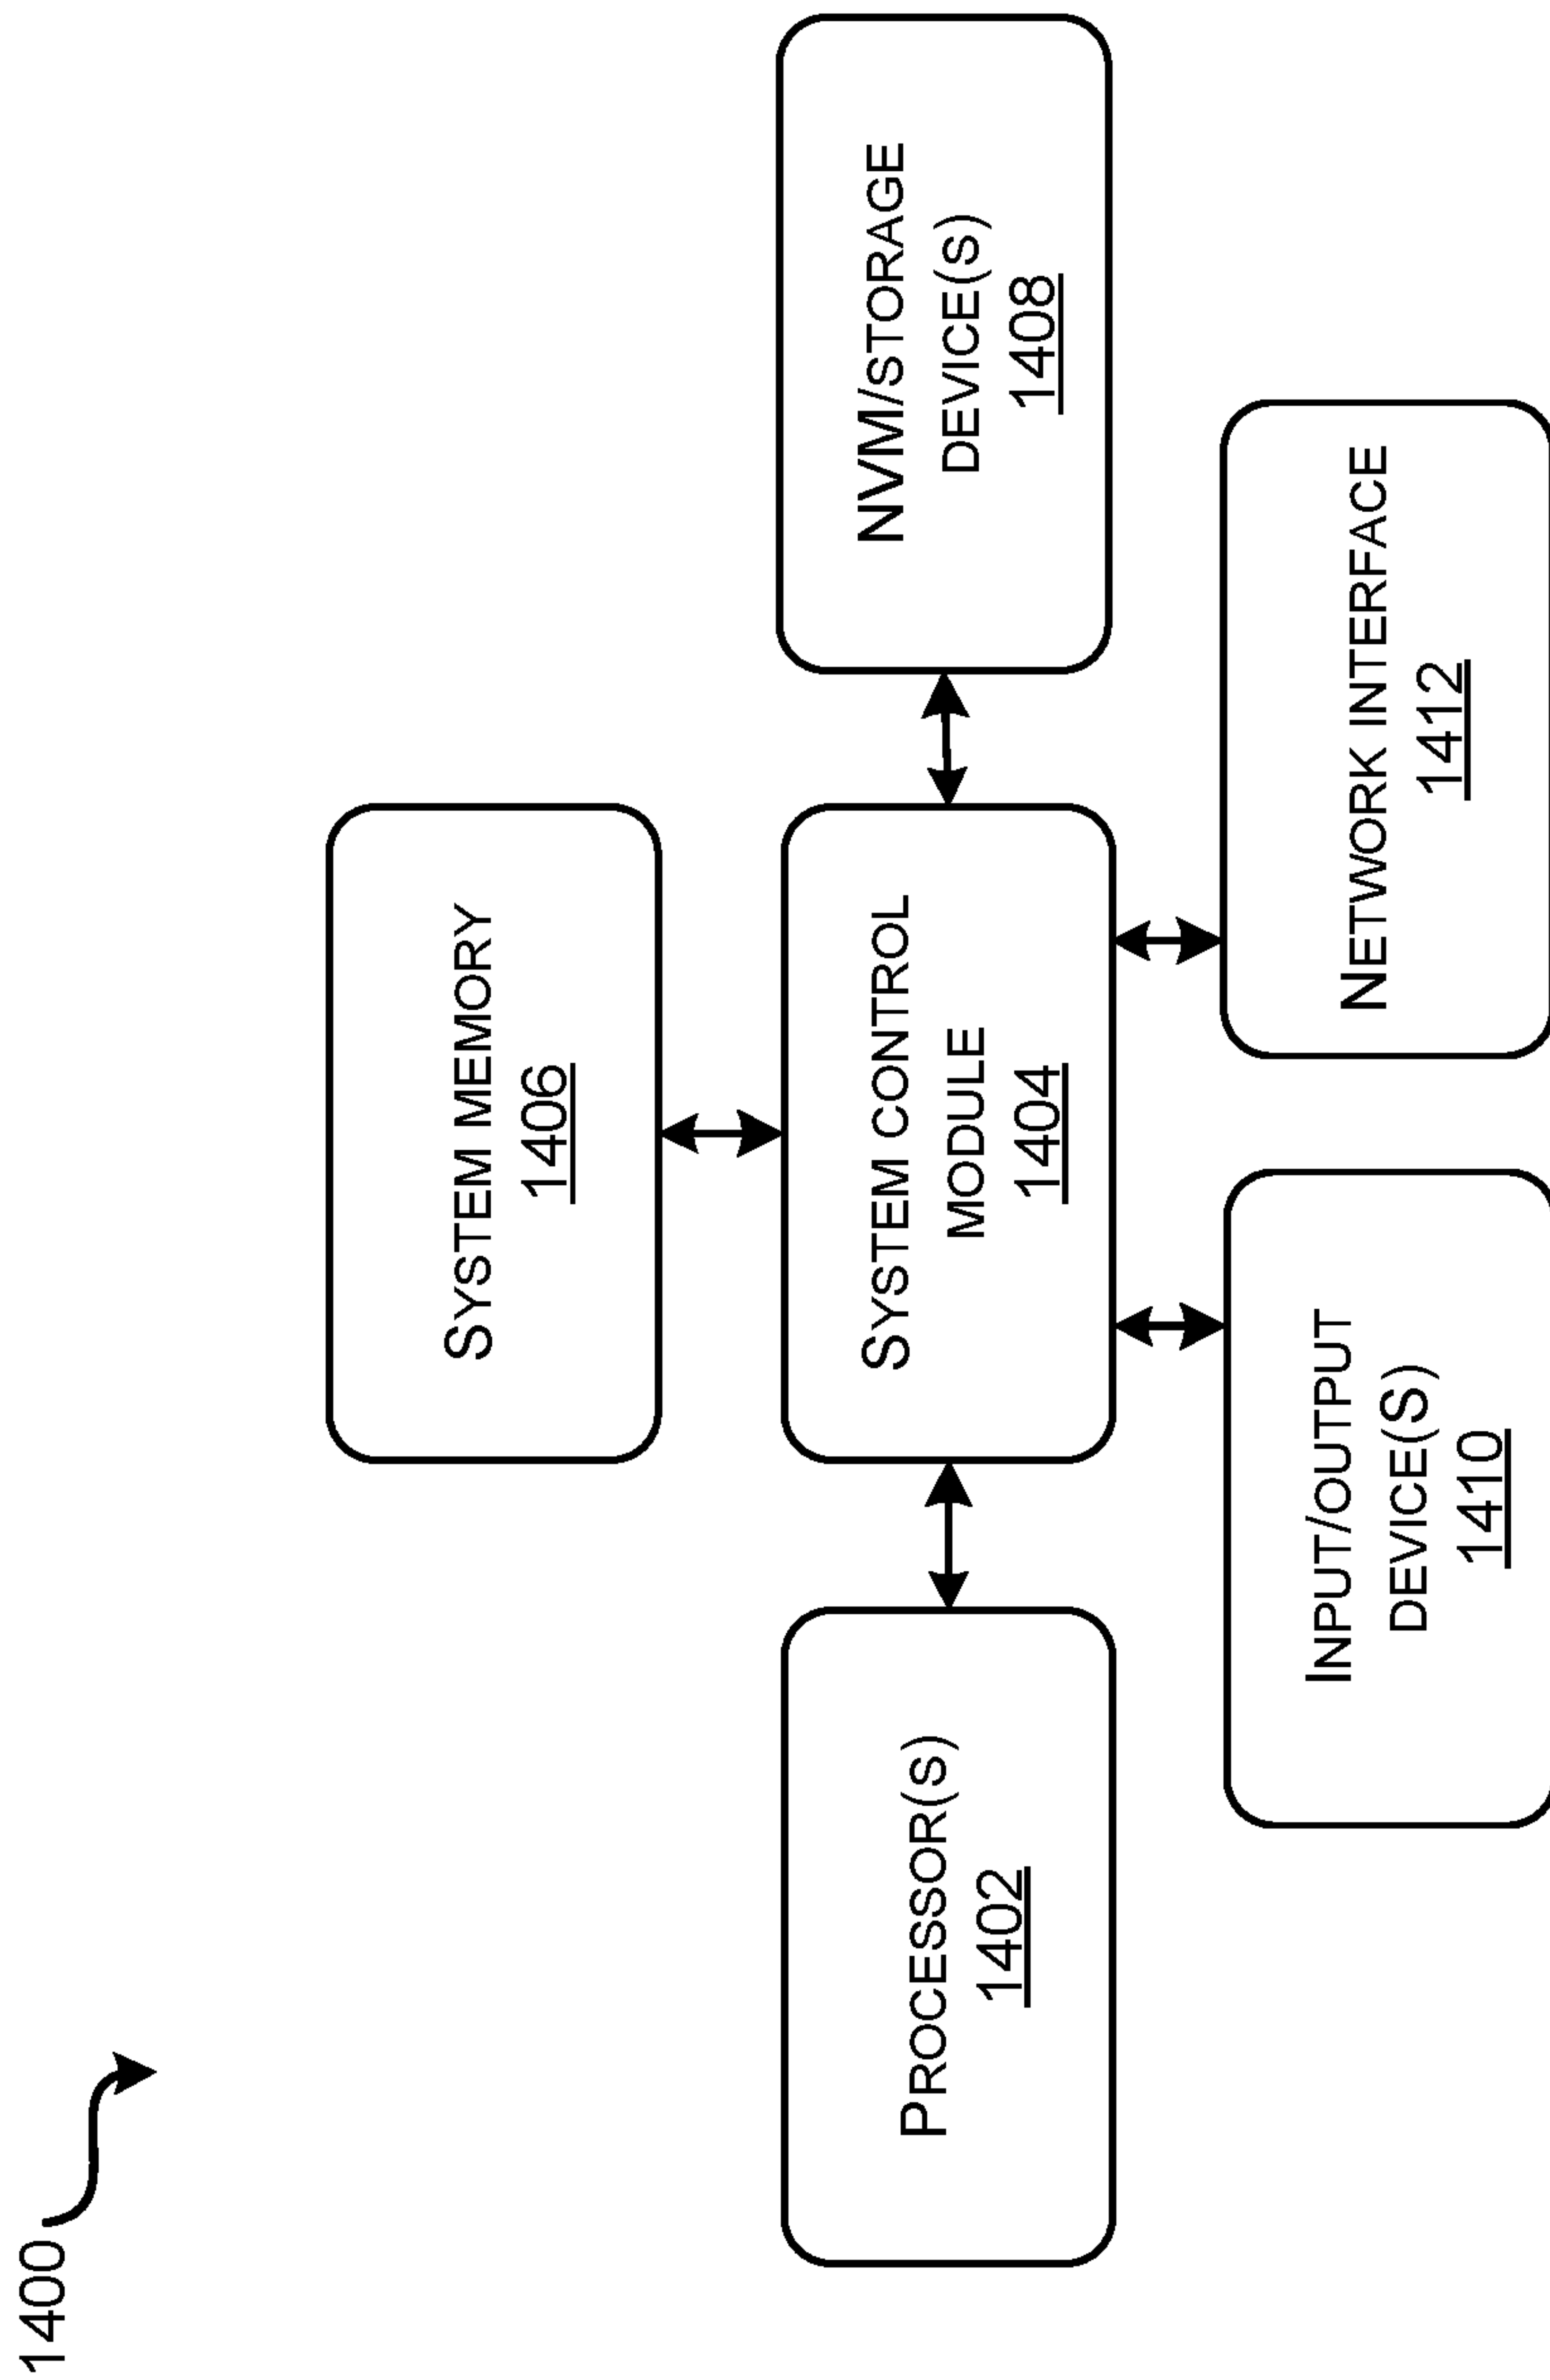 1400
SYSTEM MEMORY
1406
PROCESSOR(S)
1402
SYSTEM CONTROL
MODULE
1404
NVM/STORAGE
DEVICE(S)
1408
INPUT/OUTPUT
DEVICE(S)
1410
NETWORK INTERFACE
1412